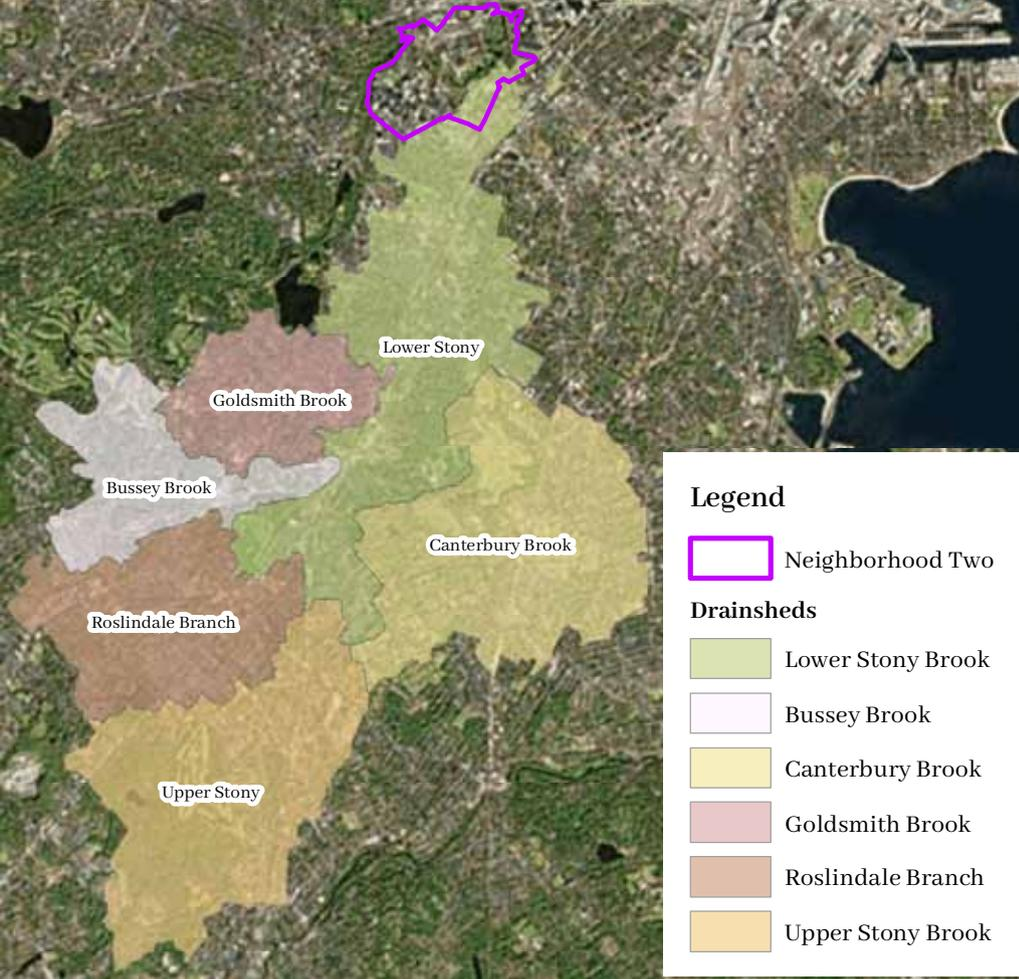 Lower Stony
Goldsmith Brook
Bussey Brook
Canterbury Brook
Roslindale Branch
Upper Stony
Legend
Neighborhood Two
Drainsheds
Lower Stony Brook
Bussey Brook
Canterbury Brook
Goldsmith Brook
Roslindale Branch
Upper Stony Brook